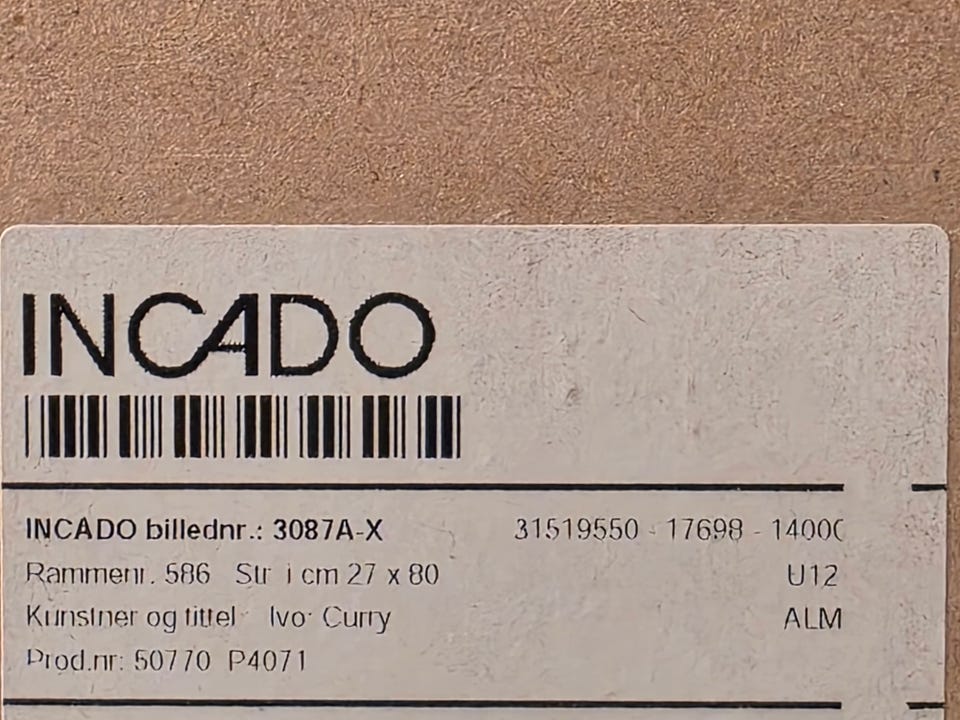 INCADO
INCADO billednr.: 3087A-X 31519550 - 17698 - 1400
Rammenr. 586 Str i cm 27 x 80 U12
Kunstner og tittel Ivo Curry ALM
Prod.nr: 50770 P4071